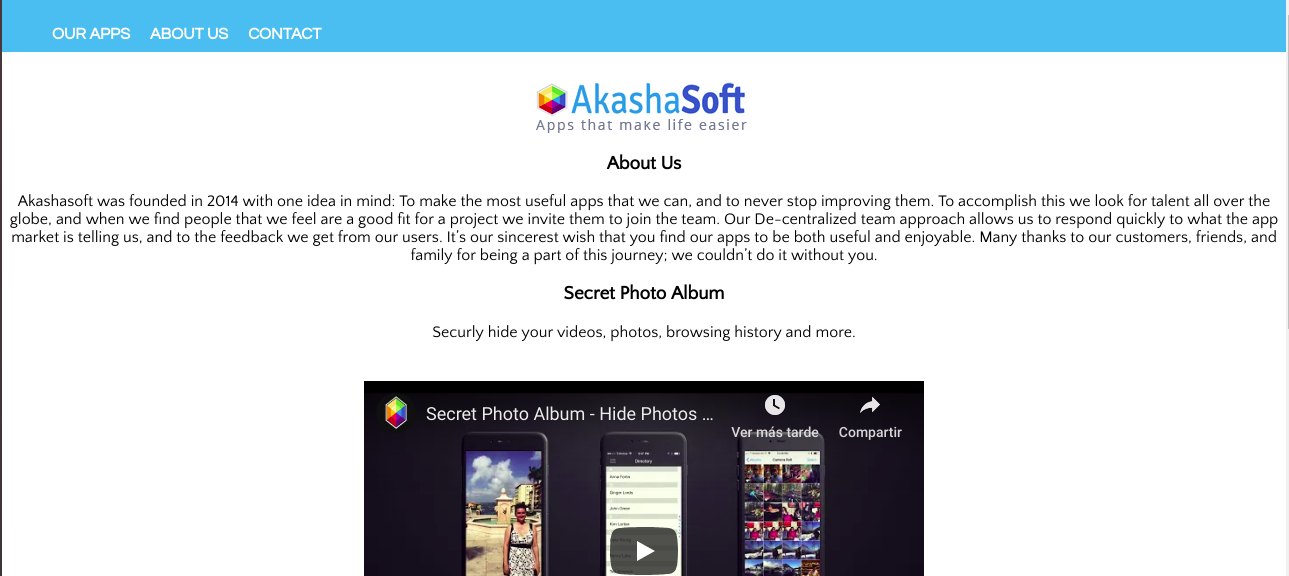 OUR APPS ABOUT US CONTACT
AkashaSoft
Apps that make life easier
About Us
Akashasoft was founded in 2014 with one idea in mind: To make the most useful apps that we can, and to never stop improving them. To accomplish this we look for talent all over the
globe, and when we find people that we feel are a good fit for a project we invite them to join the team. Our De-centralized team approach allows us to respond quickly to what the app
market is telling us, and to the feedback we get from our users. It's our sincerest wish that you find our apps to be both useful and enjoyable. Many thanks to our customers, friends, and
family for being a part of this journey; we couldn't do it without you.
Secret Photo Album
Securly hide your videos, photos, browsing history and more.
Secret Photo Album - Hide Photos ...
Ver más tarde
Compartir
Directory
Camera Roll